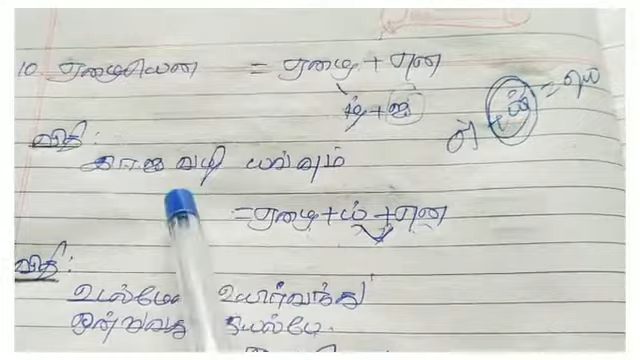 10. ஏழையென = ஏழை + என
ழ் + ஐ
ய் + எ = யெ
விதி:
இ ஈ ஐ வழி யவ்வும்
= ஏழை + ய் + என
விதி:
உடல்மேல் உயிர்வந்து
ஒன்றுவது இயல்பே.